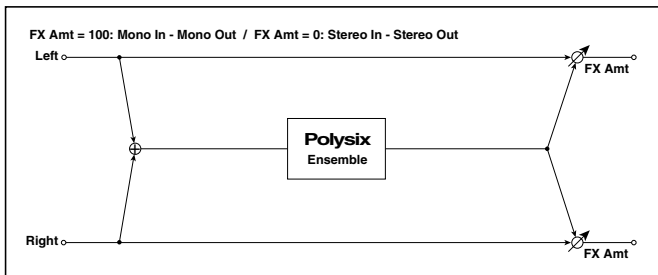 FX Amt = 100: Mono In - Mono Out / FX Amt = 0: Stereo In - Stereo Out
Left
FX Amt
Polysix
Ensemble
Right
FX Amt